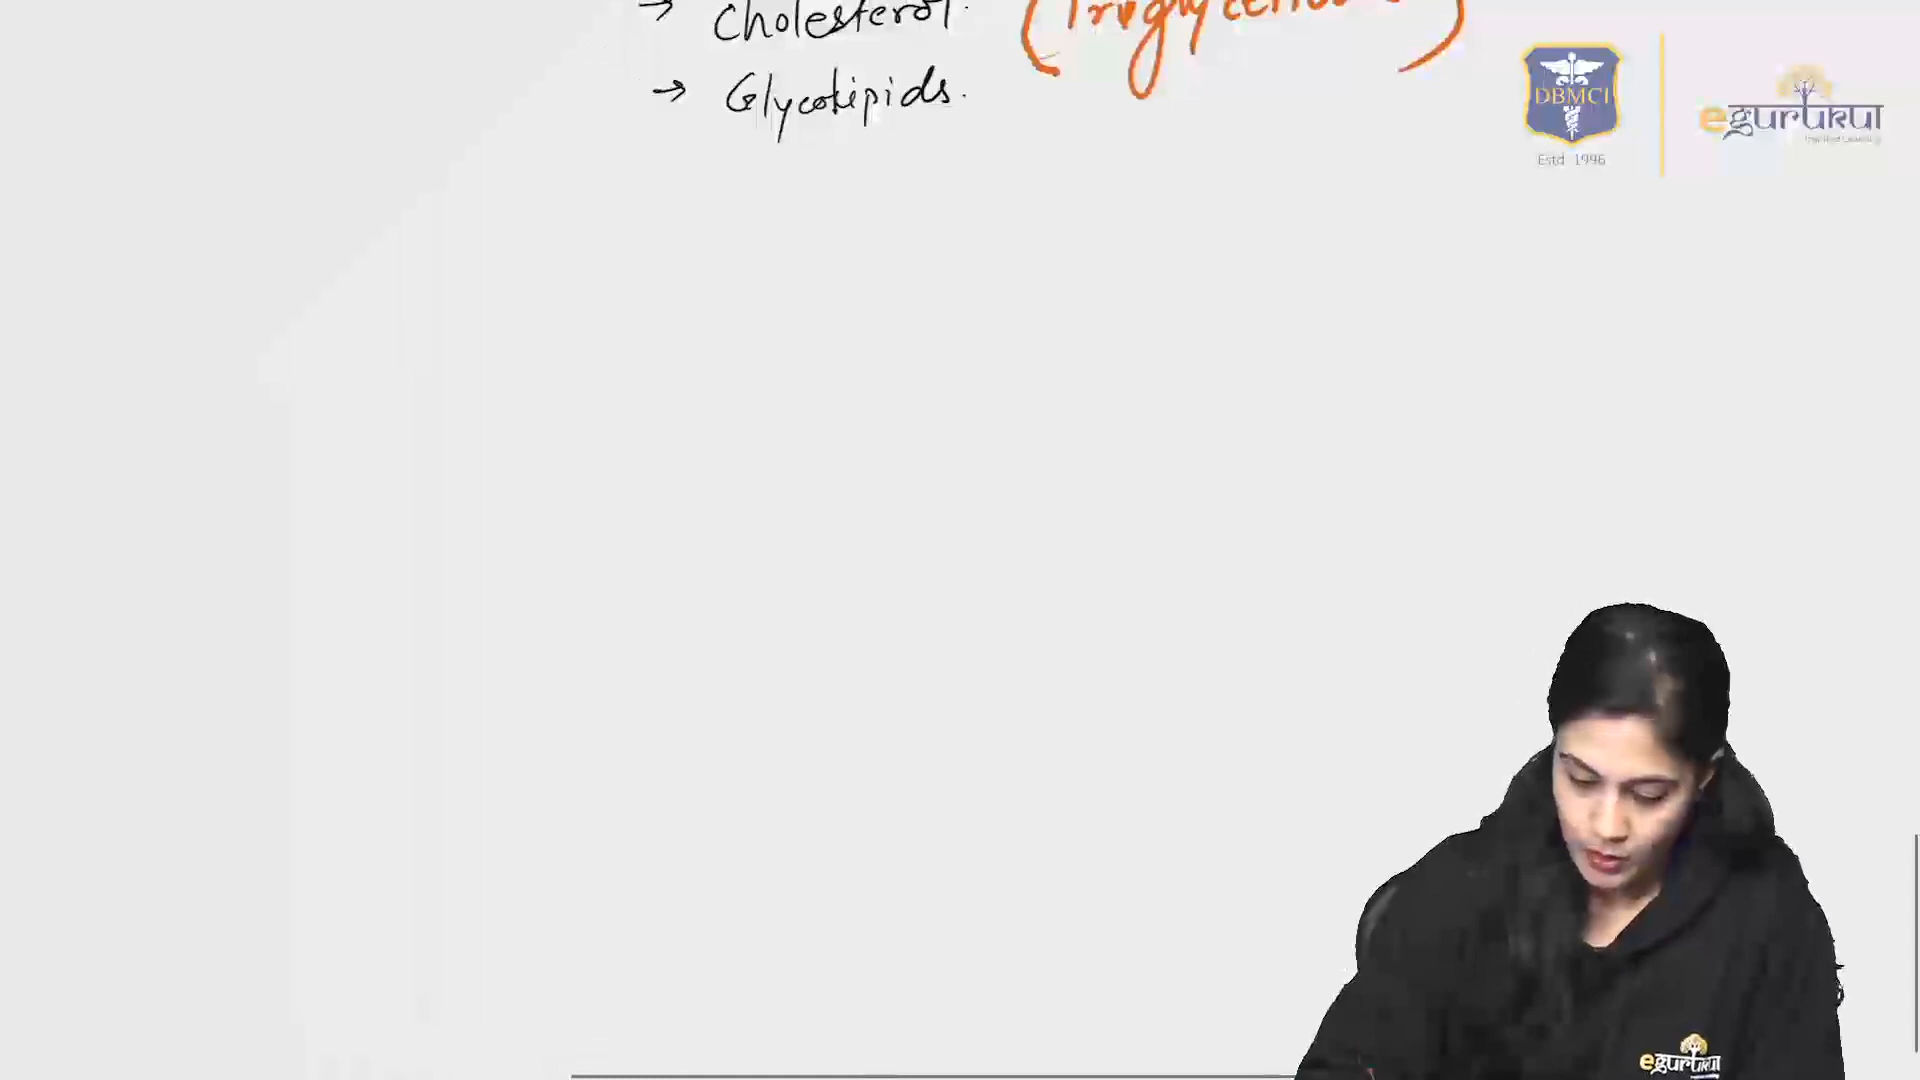 → Cholesterol.
→ Glycolipids.
DBMCI
Estd 1996
egurukul
egurukul